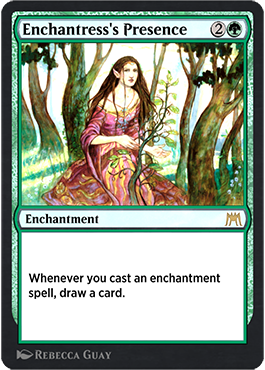 Enchantress's Presence 2
Enchantment
Whenever you cast an enchantment
spell, draw a card.
Rebecca Guay